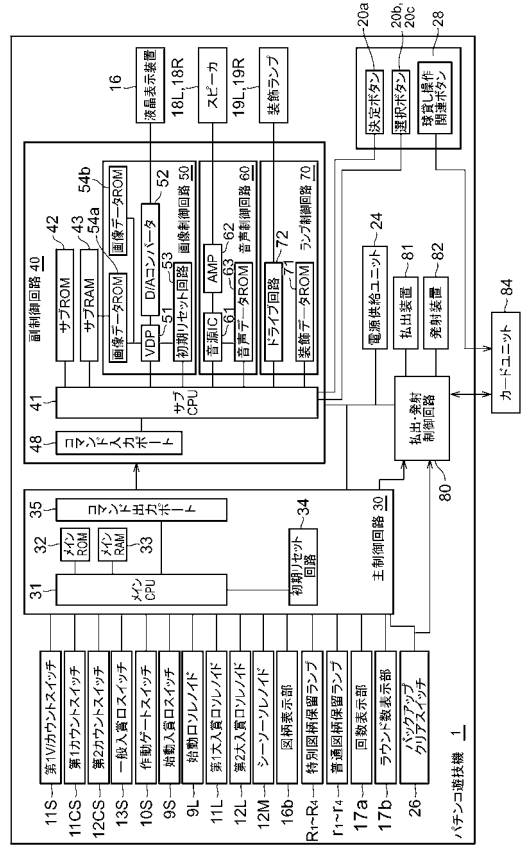 パチンコ遊技機 1
11S 第1V/カウントスイッチ
11CS 第1カウントスイッチ
12CS 第2カウントスイッチ
13S 一般入賞口スイッチ
10S 作動ゲートスイッチ
9S 始動入賞口スイッチ
9L 始動口ソレノイド
11L 第1大入賞口ソレノイド
12L 第2大入賞口ソレノイド
12M シーソーソレノイド
16b 図柄表示部
R1~R4 特別図柄保留ランプ
r1~r4 普通図柄保留ランプ
17a 回数表示部
17b ラウンド数表示部
26 バックアップ
クリアスイッチ
主制御回路 30
31 メイン
CPU
32 メイン
ROM
メイン
RAM 33
35 コマンド出力ポート
34
初期リセット
回路
副制御回路 40
48 コマンド入力ポート
41 サブ
CPU
42 サブROM
43 サブRAM
画像制御回路 50
54a 画像データROM
54b 画像データROM
VDP 51
D/Aコンバータ 52
初期リセット回路 53
音声制御回路 60
音源IC 61
AMP 62
音声データROM 63
ランプ制御回路 70
ドライブ回路 72
装飾データROM 71
16 液晶表示装置
18L,18R スピーカ
19L,19R 装飾ランプ
20a 決定ボタン
20b,
20c 選択ボタン
28 球貸し操作
関連ボタン
24 電源供給ユニット
81 払出装置
82 発射装置
払出・発射
制御回路
80
84 カードユニット